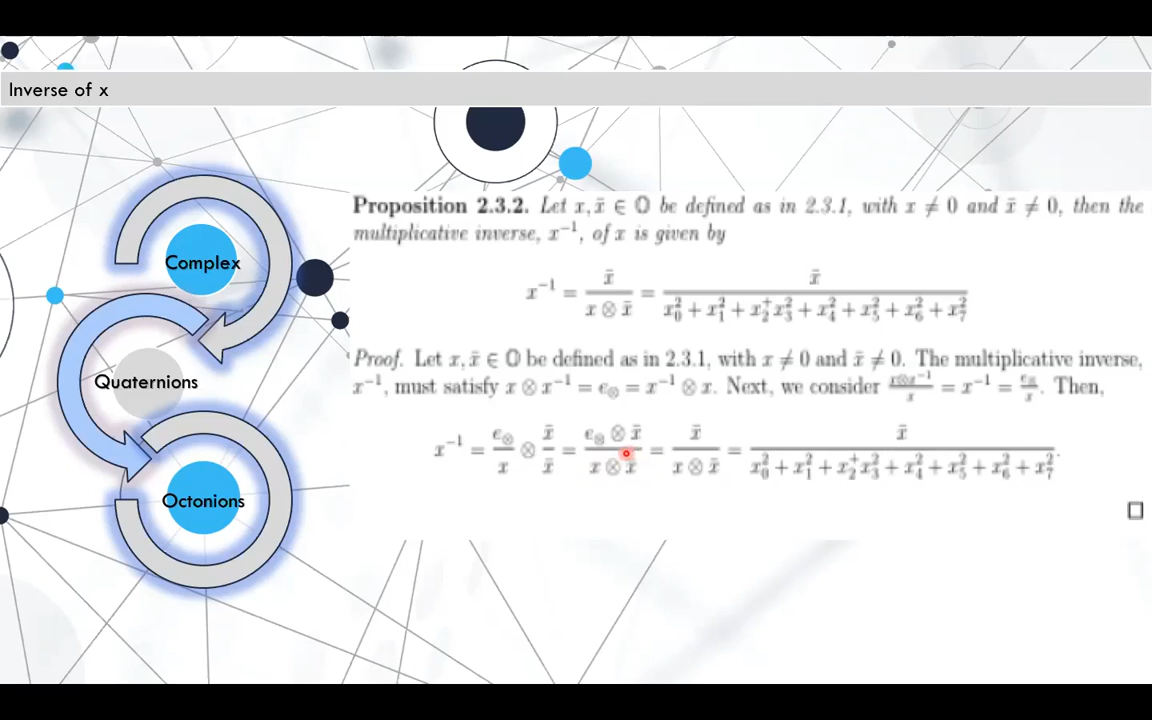 Inverse of x
Complex
Quaternions
Octonions
Proposition 2.3.2. Let x, x̄ ∈ 𝕆 be defined as in 2.3.1, with x ≠ 0 and x̄ ≠ 0, then the
multiplicative inverse, x⁻¹, of x is given by
x⁻¹ = x̄ / (x ⊗ x̄) = x̄ / (x₀² + x₁² + x₂⁺x₃² + x₄² + x₅² + x₆² + x₇²)
Proof. Let x, x̄ ∈ 𝕆 be defined as in 2.3.1, with x ≠ 0 and x̄ ≠ 0. The multiplicative inverse,
x⁻¹, must satisfy x ⊗ x⁻¹ = e⊗ = x⁻¹ ⊗ x. Next, we consider (x⊗x⁻¹)/x = x⁻¹ = e⊗/x. Then,
x⁻¹ = e⊗/x ⊗ x̄/x̄ = (e⊗ ⊗ x̄)/(x ⊗ x̄) = x̄/(x ⊗ x̄) = x̄ / (x₀² + x₁² + x₂⁺x₃² + x₄² + x₅² + x₆² + x₇²).
□